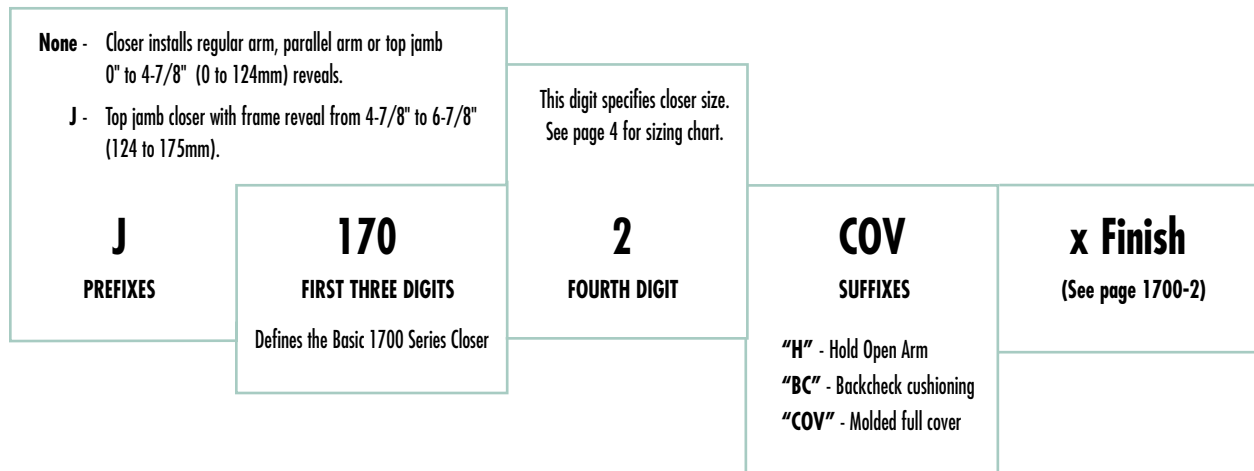 None - Closer installs regular arm, parallel arm or top jamb
0" to 4-7/8" (0 to 124mm) reveals.
J - Top jamb closer with frame reveal from 4-7/8" to 6-7/8"
(124 to 175mm).
J
PREFIXES
170
FIRST THREE DIGITS
Defines the Basic 1700 Series Closer
This digit specifies closer size.
See page 4 for sizing chart.
2
FOURTH DIGIT
COV
SUFFIXES
“H” - Hold Open Arm
“BC” - Backcheck cushioning
“COV” - Molded full cover
x Finish
(See page 1700-2)